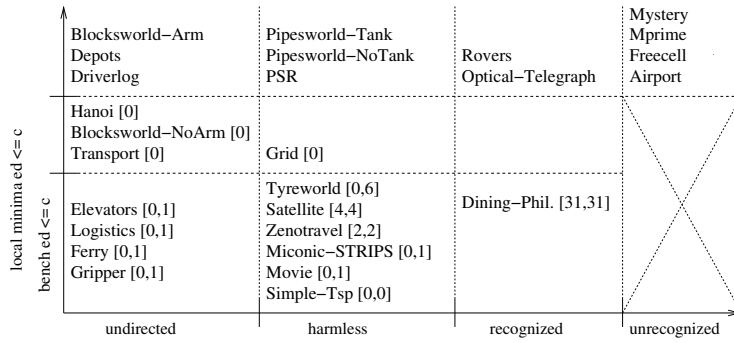 Blocksworld−Arm
Depots
Driverlog
Pipesworld−Tank
Pipesworld−NoTank
PSR
Rovers
Optical−Telegraph
Mystery
Mprime
Freecell
Airport
Hanoi [0]
Blocksworld−NoArm [0]
Transport [0]
Grid [0]
Elevators [0,1]
Logistics [0,1]
Ferry [0,1]
Gripper [0,1]
Tyreworld [0,6]
Satellite [4,4]
Zenotravel [2,2]
Miconic−STRIPS [0,1]
Movie [0,1]
Simple−Tsp [0,0]
Dining−Phil. [31,31]
local minima ed <= c
bench ed <= c
undirected
harmless
recognized
unrecognized